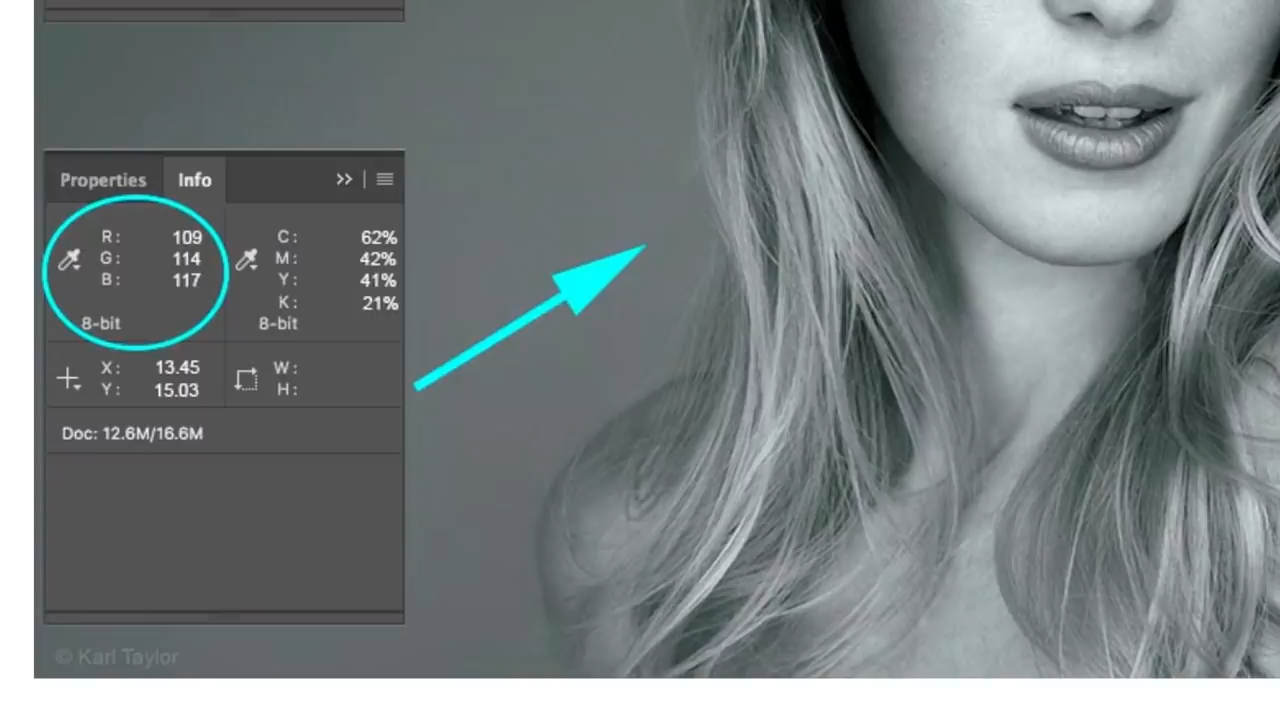 Properties Info
R: 109 C: 62%
G: 114 M: 42%
B: 117 Y: 41%
K: 21%
8-bit 8-bit
X: 13.45 W:
Y: 15.03 H:
Doc: 12.6M/16.6M
© Karl Taylor